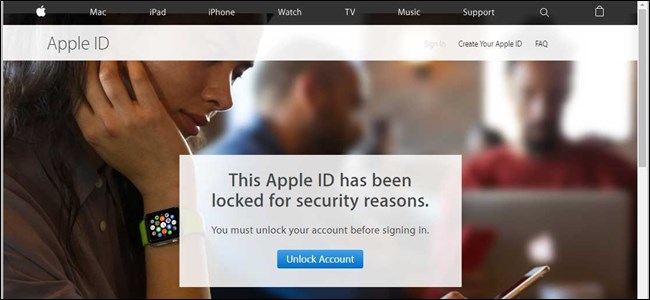 Mac iPad iPhone Watch TV Music Support
Apple ID Sign In Create Your Apple ID FAQ
This Apple ID has been
locked for security reasons.
You must unlock your account before signing in.
Unlock Account